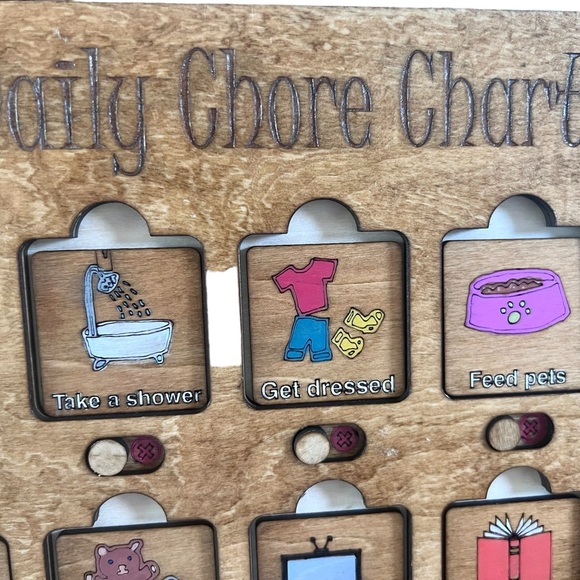 aily Chore Chart
Take a shower
Get dressed
Feed pets